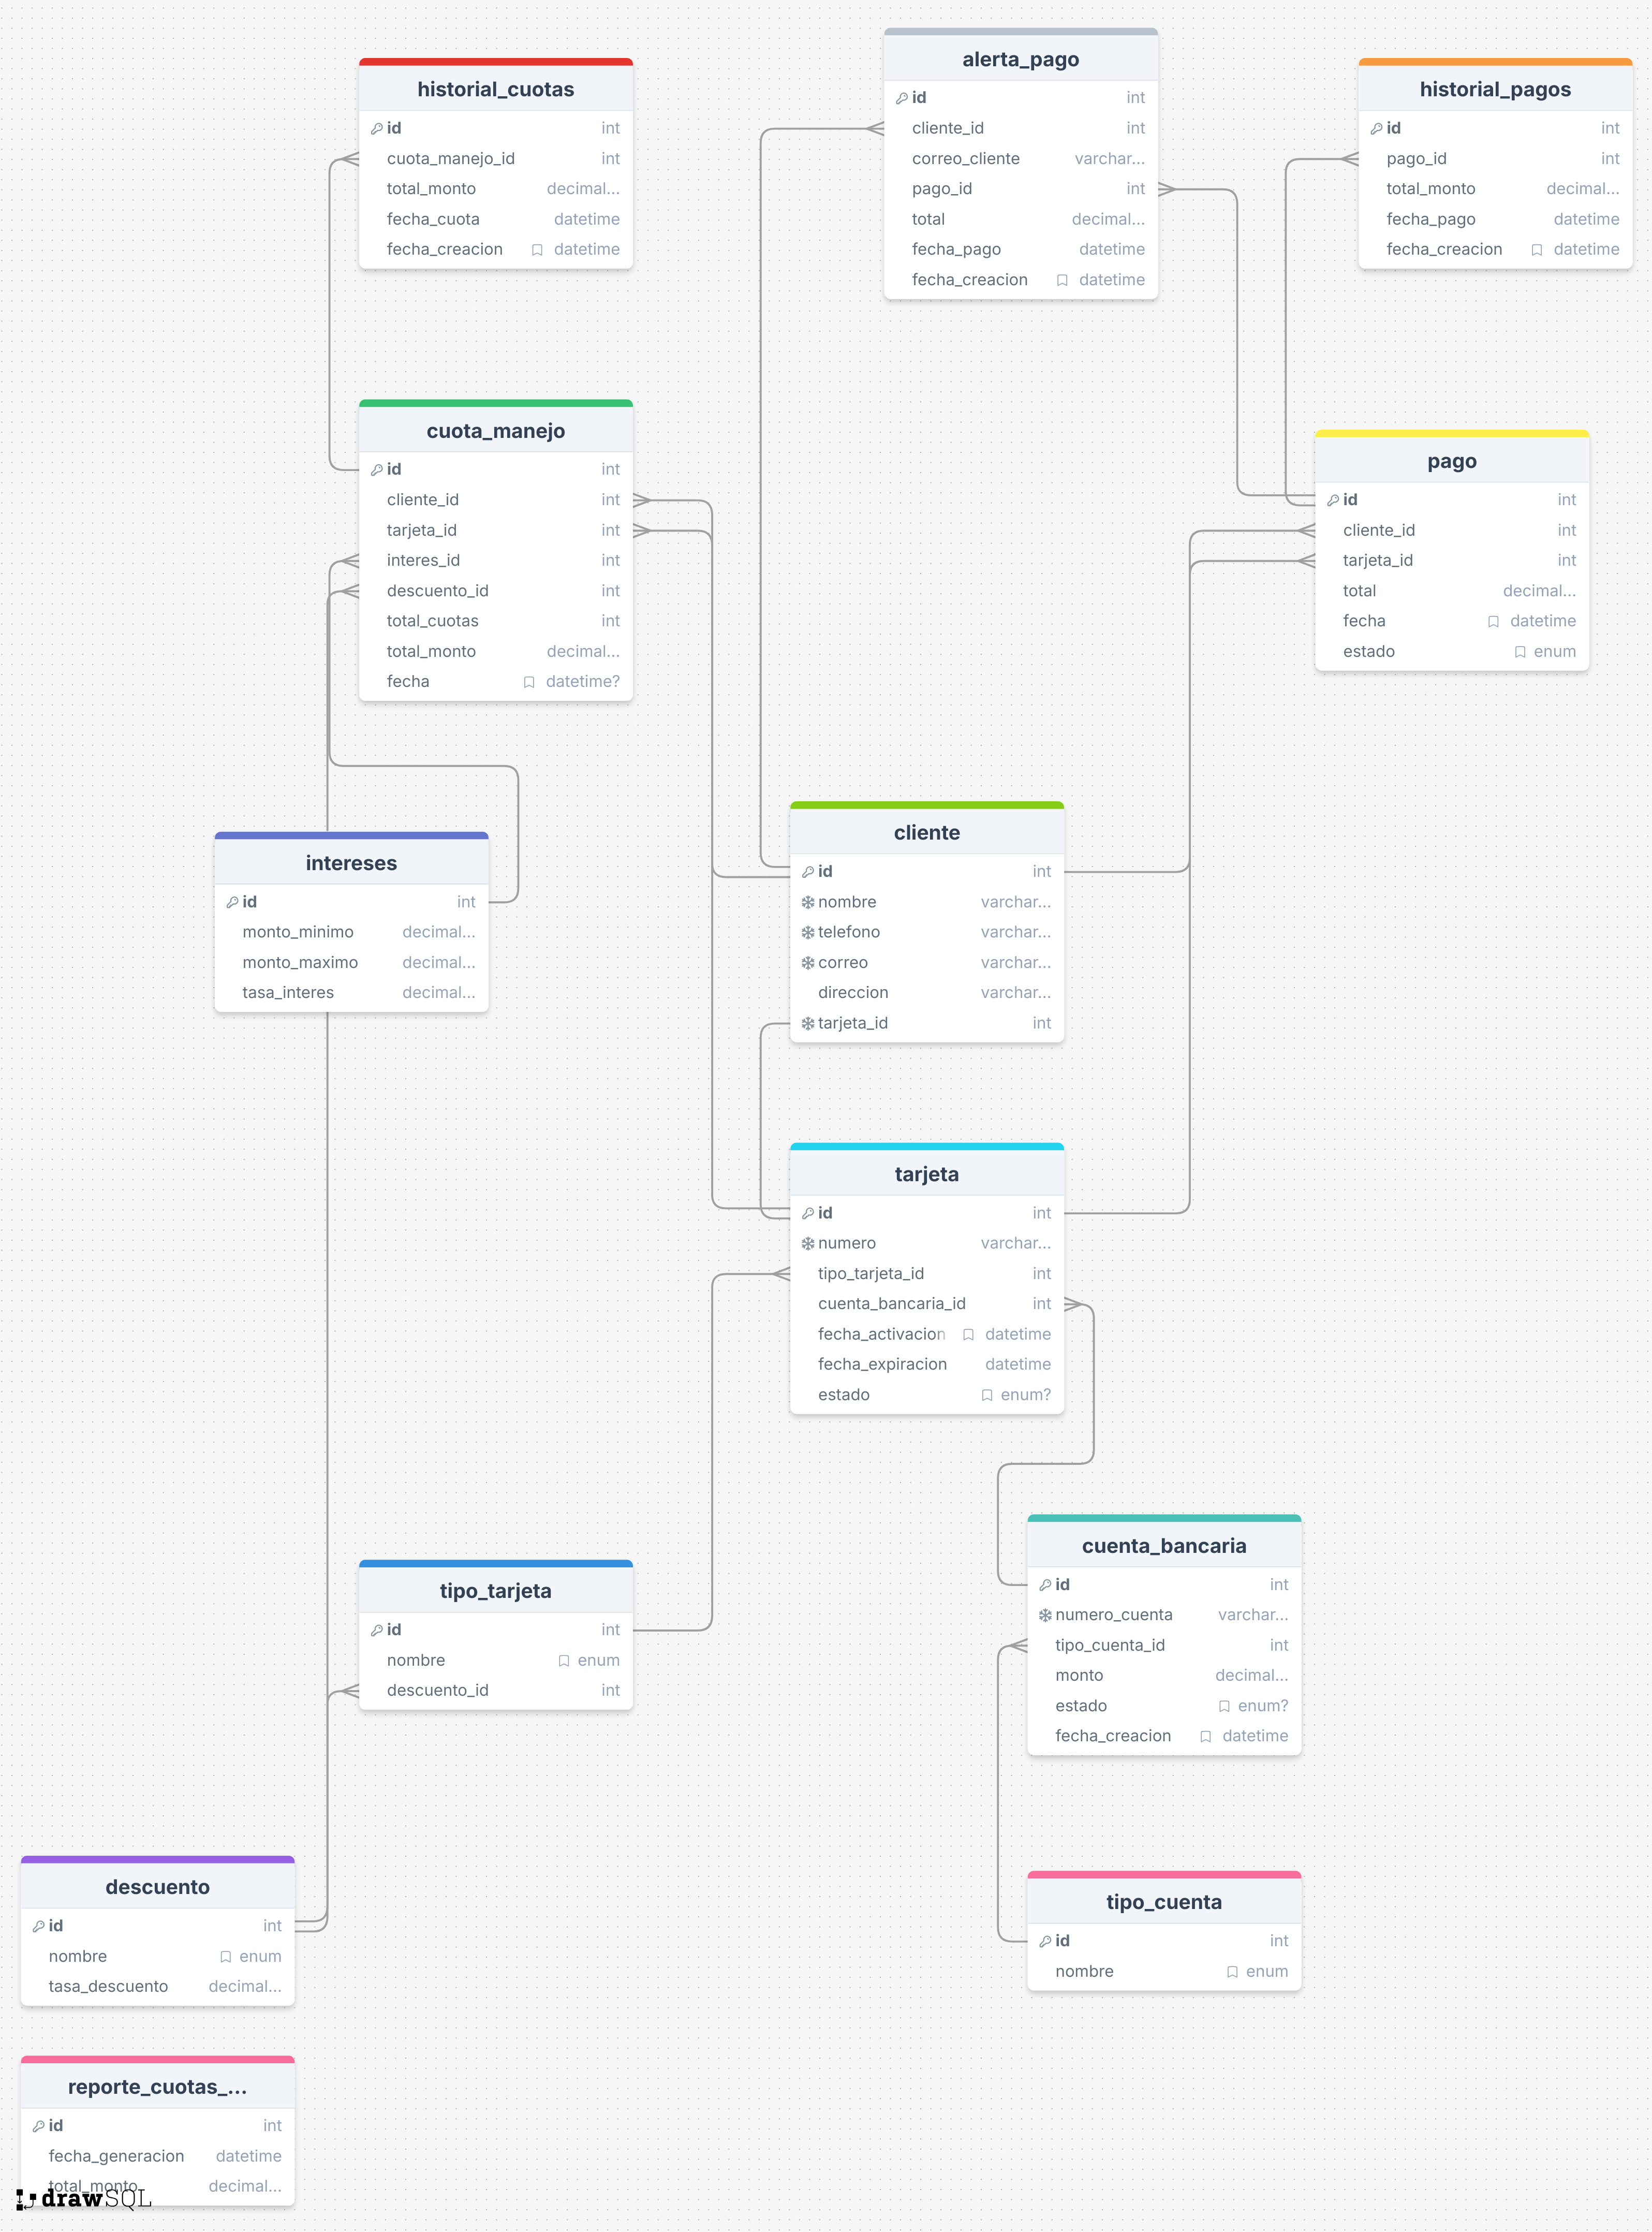 alerta_pago
id int
cliente_id int
correo_cliente varchar...
pago_id int
total decimal...
fecha_pago datetime
fecha_creacion datetime
historial_cuotas
id int
cuota_manejo_id int
total_monto decimal...
fecha_cuota datetime
fecha_creacion datetime
historial_pagos
id int
pago_id int
total_monto decimal...
fecha_pago datetime
fecha_creacion datetime
cuota_manejo
id int
cliente_id int
tarjeta_id int
interes_id int
descuento_id int
total_cuotas int
total_monto decimal...
fecha datetime?
pago
id int
cliente_id int
tarjeta_id int
total decimal...
fecha datetime
estado enum
cliente
id int
nombre varchar...
telefono varchar...
correo varchar...
direccion varchar...
tarjeta_id int
intereses
id int
monto_minimo decimal...
monto_maximo decimal...
tasa_interes decimal...
tarjeta
id int
numero varchar...
tipo_tarjeta_id int
cuenta_bancaria_id int
fecha_activacion datetime
fecha_expiracion datetime
estado enum?
cuenta_bancaria
id int
numero_cuenta varchar...
tipo_cuenta_id int
monto decimal...
estado enum?
fecha_creacion datetime
tipo_tarjeta
id int
nombre enum
descuento_id int
descuento
id int
nombre enum
tasa_descuento decimal...
tipo_cuenta
id int
nombre enum
reporte_cuotas_...
id int
fecha_generacion datetime
total_monto decimal...
drawSQL